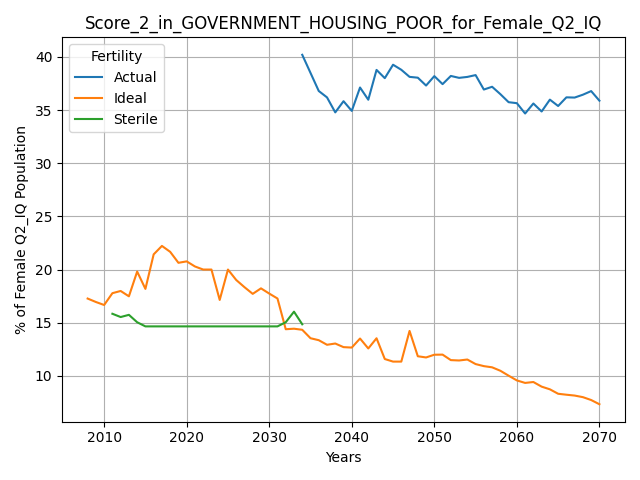 Score_2_in_GOVERNMENT_HOUSING_POOR_for_Female_Q2_IQ
Fertility
Actual
Ideal
Sterile
% of Female Q2_IQ Population
40
35
30
25
20
15
10
2010 2020 2030 2040 2050 2060 2070
Years